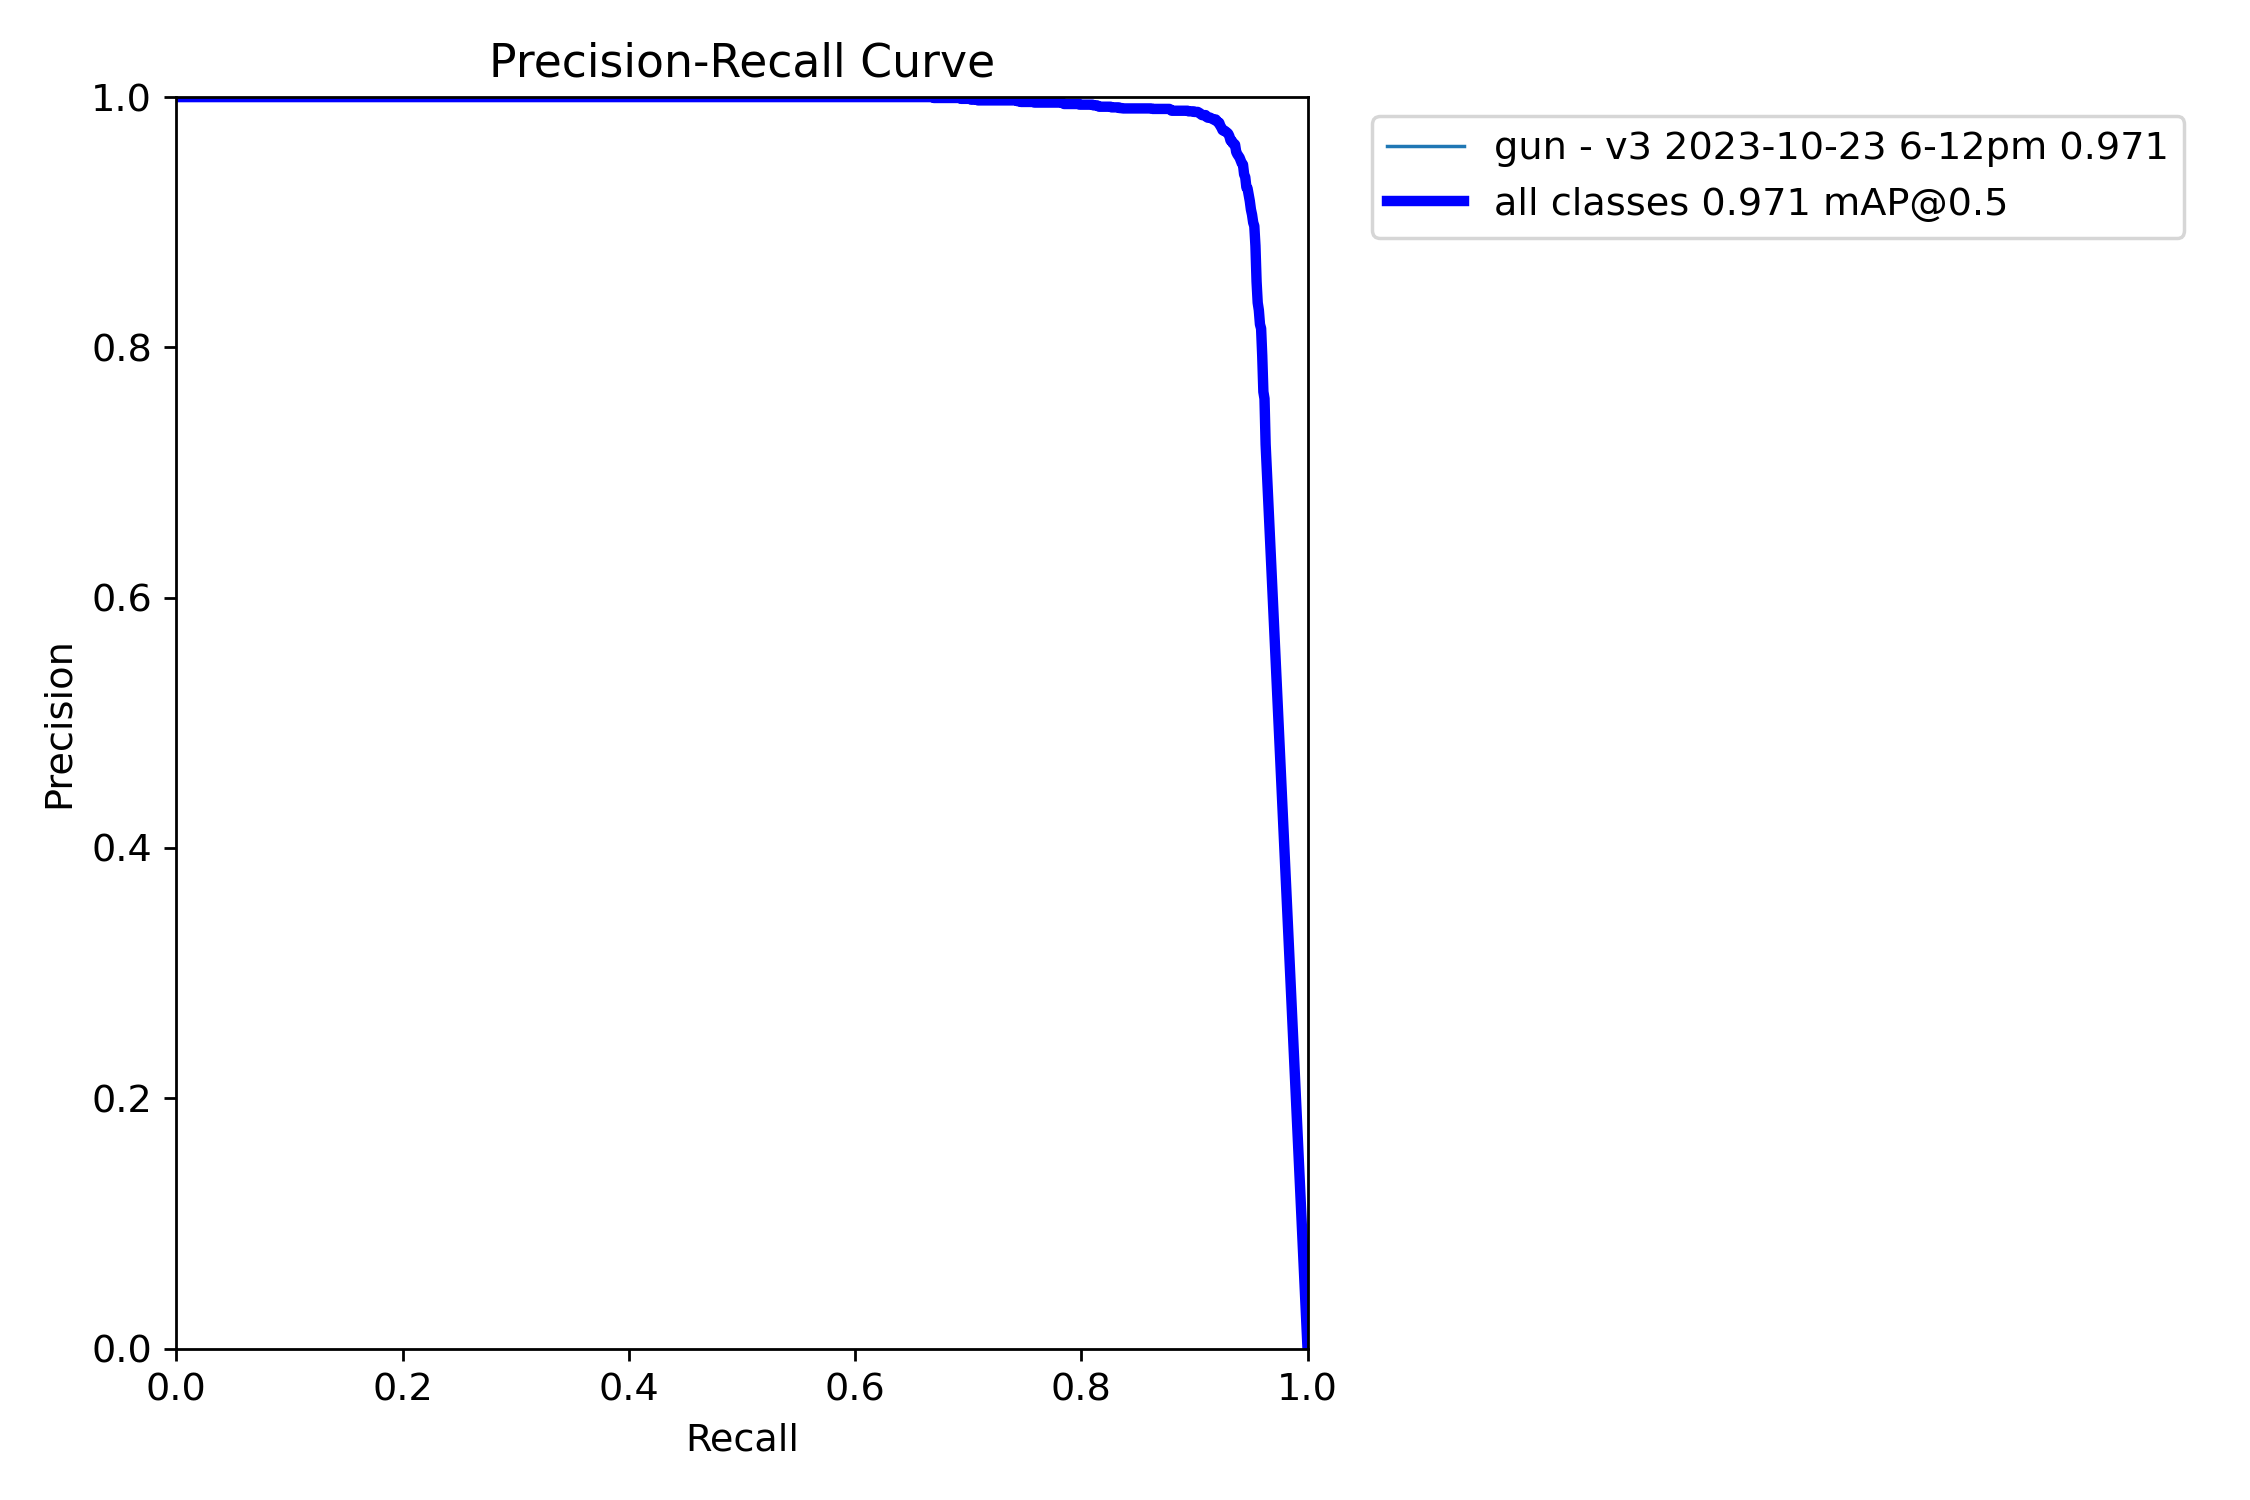 Precision-Recall Curve
gun - v3 2023-10-23 6-12pm 0.971
all classes 0.971 mAP@0.5
1.0
0.8
0.6
0.4
0.2
0.0
Precision
0.0 0.2 0.4 0.6 0.8 1.0
Recall